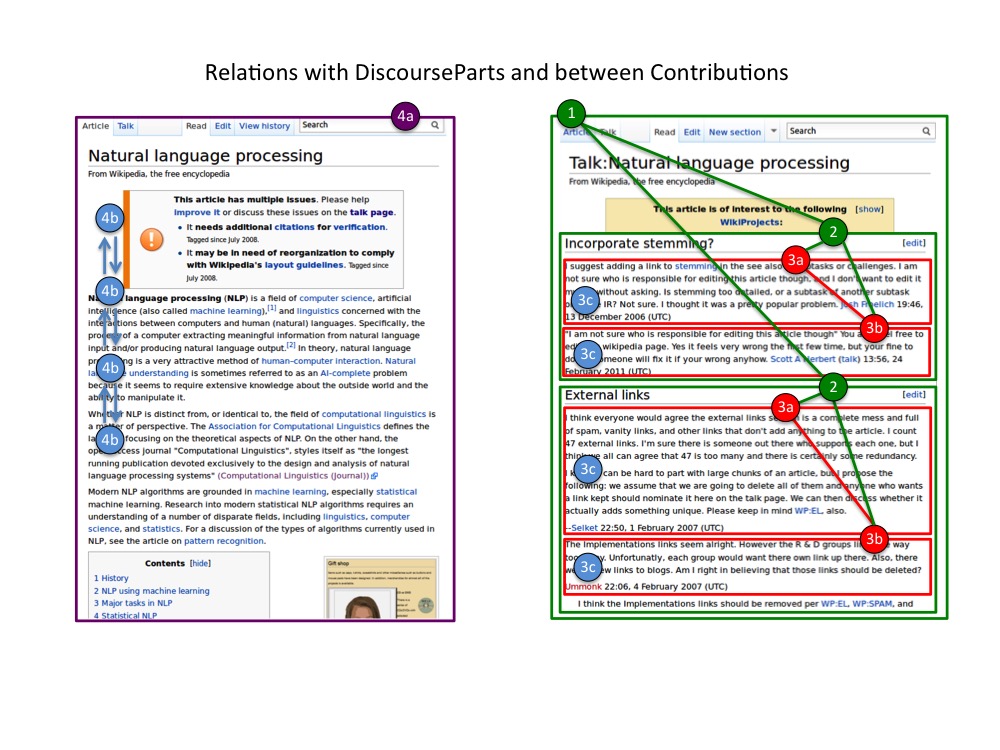 Relations with DiscourseParts and between Contributions
4a
Article Talk Read Edit View history Search
Natural language processing
From Wikipedia, the free encyclopedia
This article has multiple issues. Please help
improve it or discuss these issues on the talk page.
• It needs additional citations for verification.
Tagged since July 2008.
• It may be in need of reorganization to comply
with Wikipedia's layout guidelines. Tagged since
July 2008.
4b
4b
4b
4b
language processing (NLP) is a field of computer science, artificial
intelligence (also called machine learning),[1] and linguistics concerned with the
interactions between computers and human (natural) languages. Specifically, the
process of a computer extracting meaningful information from natural language
input and/or producing natural language output.[2] In theory, natural language
is a very attractive method of human–computer interaction. Natural
understanding is sometimes referred to as an AI-complete problem
because it seems to require extensive knowledge about the outside world and the
ability to manipulate it.
Whether NLP is distinct from, or identical to, the field of computational linguistics is
a matter of perspective. The Association for Computational Linguistics defines the
focusing on the theoretical aspects of NLP. On the other hand, the
open-access journal "Computational Linguistics", styles itself as "the longest
running publication devoted exclusively to the design and analysis of natural
language processing systems" (Computational Linguistics (Journal))
Modern NLP algorithms are grounded in machine learning, especially statistical
machine learning. Research into modern statistical NLP algorithms requires an
understanding of a number of disparate fields, including linguistics, computer
science, and statistics. For a discussion of the types of algorithms currently used in
NLP, see the article on pattern recognition.
Contents [hide]
1 History
2 NLP using machine learning
3 Major tasks in NLP
4 Statistical NLP
Gift shop
1
Article Talk Read Edit New section Search
Talk:Natural language processing
From Wikipedia, the free encyclopedia
This article is of interest to the following [show]
WikiProjects:
2
Incorporate stemming? [edit]
3a
I suggest adding a link to stemming in the see also, tasks or challenges. I am
not sure who is responsible for editing this article though, and I don't want to edit it
without asking. Is stemming too detailed, or a subtask of another subtask
IR? Not sure. I thought it was a pretty popular problem. Josh Froelich 19:46,
13 December 2006 (UTC)
3c
3b
"I am not sure who is responsible for editing this article though" You free to
wikipedia page. Yes it feels very wrong the first few time, but your fine to
someone will fix it if your wrong anyhow. Scott A Herbert (talk) 13:56, 24
February 2011 (UTC)
3c
2
External links [edit]
3a
I think everyone would agree the external links is a complete mess and full
of spam, vanity links, and other links that don't add anything to the article. I count
47 external links. I'm sure there is someone out there who supports each one, but I
think we all can agree that 47 is too many and there is certainly some redundancy.
can be hard to part with large chunks of an article, but I propose the
following: we assume that we are going to delete all of them and anyone who wants
a link kept should nominate it here on the talk page. We can then discuss whether it
actually adds something unique. Please keep in mind WP:EL, also.
--Selket 22:50, 1 February 2007 (UTC)
3c
3b
The Implementations links seem alright. However the R & D groups way
Unfortunately, each group would want there own link up there. Also, there
links to blogs. Am I right in believing that those links should be deleted?
Ummonk 22:06, 4 February 2007 (UTC)
3c
I think the Implementations links should be removed per WP:EL, WP:SPAM, and